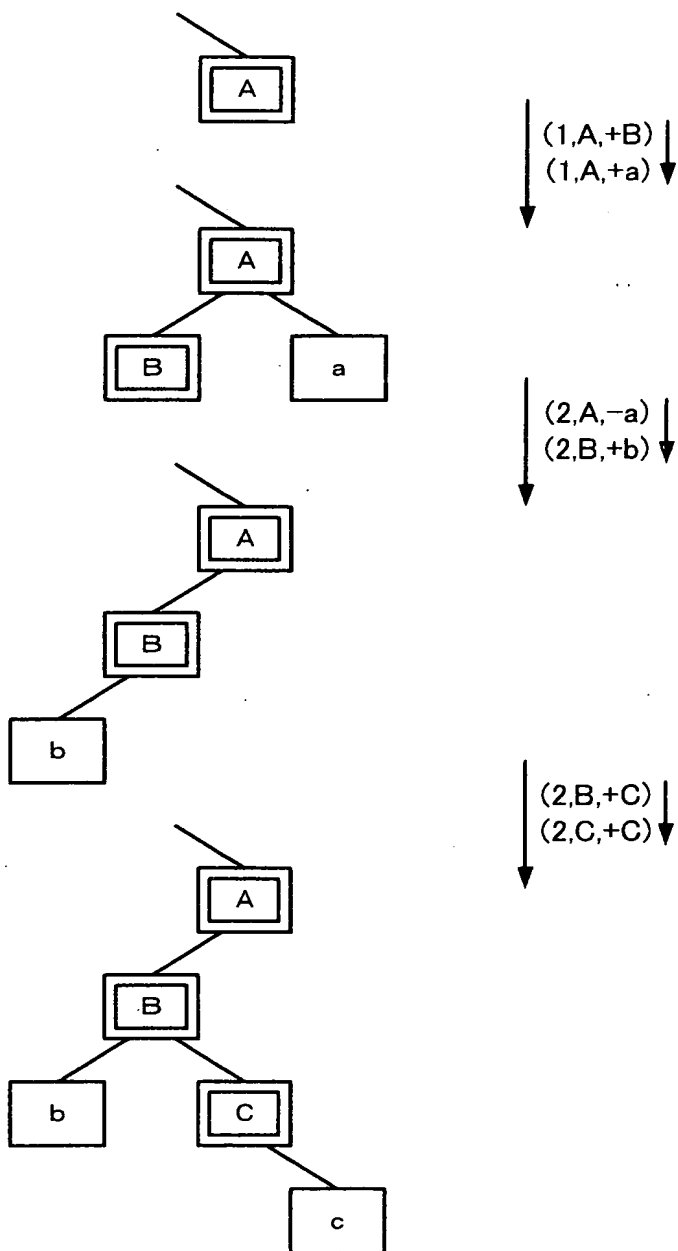 A
(1,A,+B)
(1,A,+a)
A
B
a
(2,A,−a)
(2,B,+b)
A
B
b
(2,B,+C)
(2,C,+C)
A
B
b
C
c